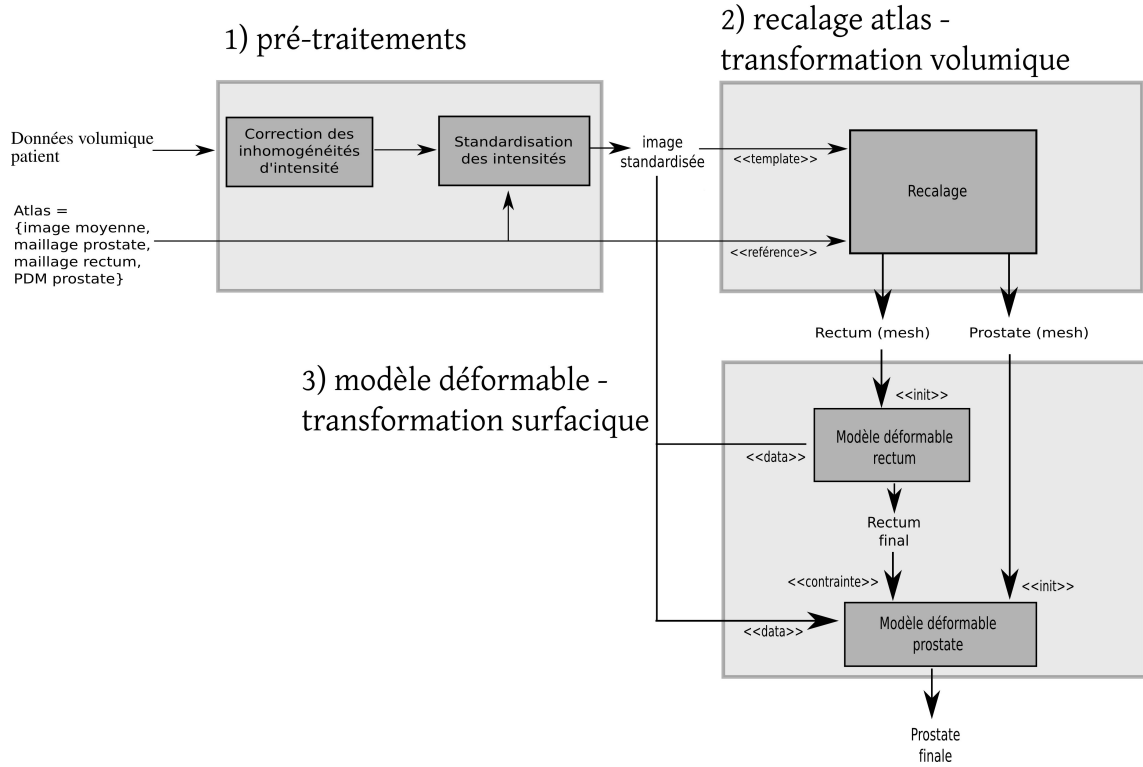 1) pré-traitements
2) recalage atlas -
transformation volumique
Données volumique
patient
Correction des
inhomogénéités
d'intensité
Standardisation
des intensités
image
standardisée
<<template>>
Recalage
Atlas =
{image moyenne,
maillage prostate,
maillage rectum,
PDM prostate}
<<reférence>>
Rectum (mesh)
Prostate (mesh)
3) modèle déformable -
transformation surfacique
<<init>>
Modèle déformable
rectum
<<data>>
Rectum
final
<<contrainte>>
<<init>>
Modèle déformable
prostate
<<data>>
Prostate
finale